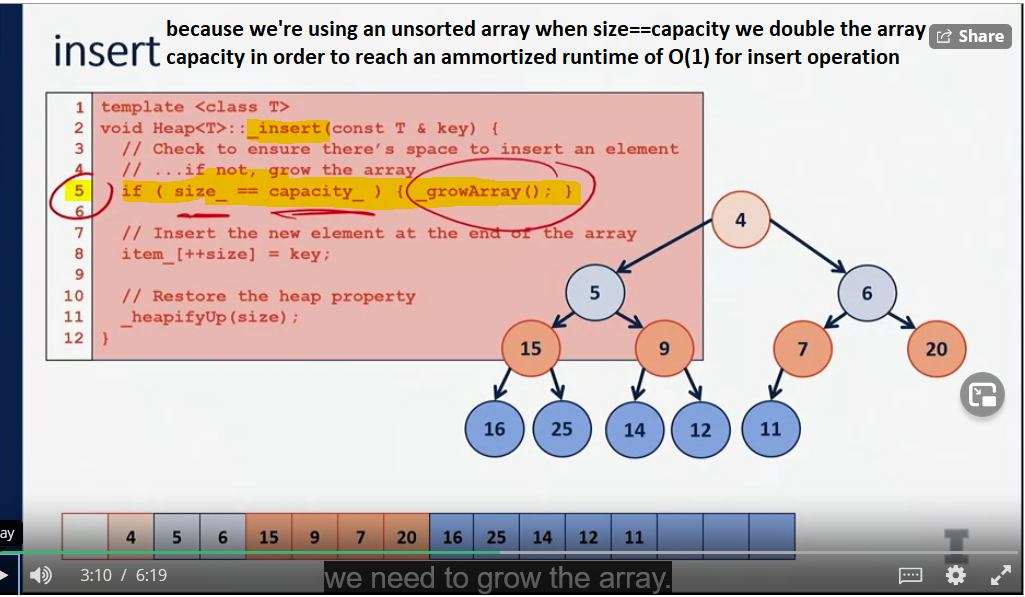 because we're using an unsorted array when size==capacity we double the array
Share
insert capacity in order to reach an ammortized runtime of O(1) for insert operation
1 template <class T>
2 void Heap<T>::_insert(const T & key) {
3 // Check to ensure there's space to insert an element
4 // ...if not, grow the array
5 if ( size_ == capacity_ ) { _growArray(); }
6
7 // Insert the new element at the end of the array
8 item_[++size] = key;
9
10 // Restore the heap property
11 _heapifyUp(size);
12 }
4
5 6
15 9 7 20
16 25 14 12 11
ay
4 5 6 15 9 7 20 16 25 14 12 11
3:10 / 6:19
we need to grow the array.